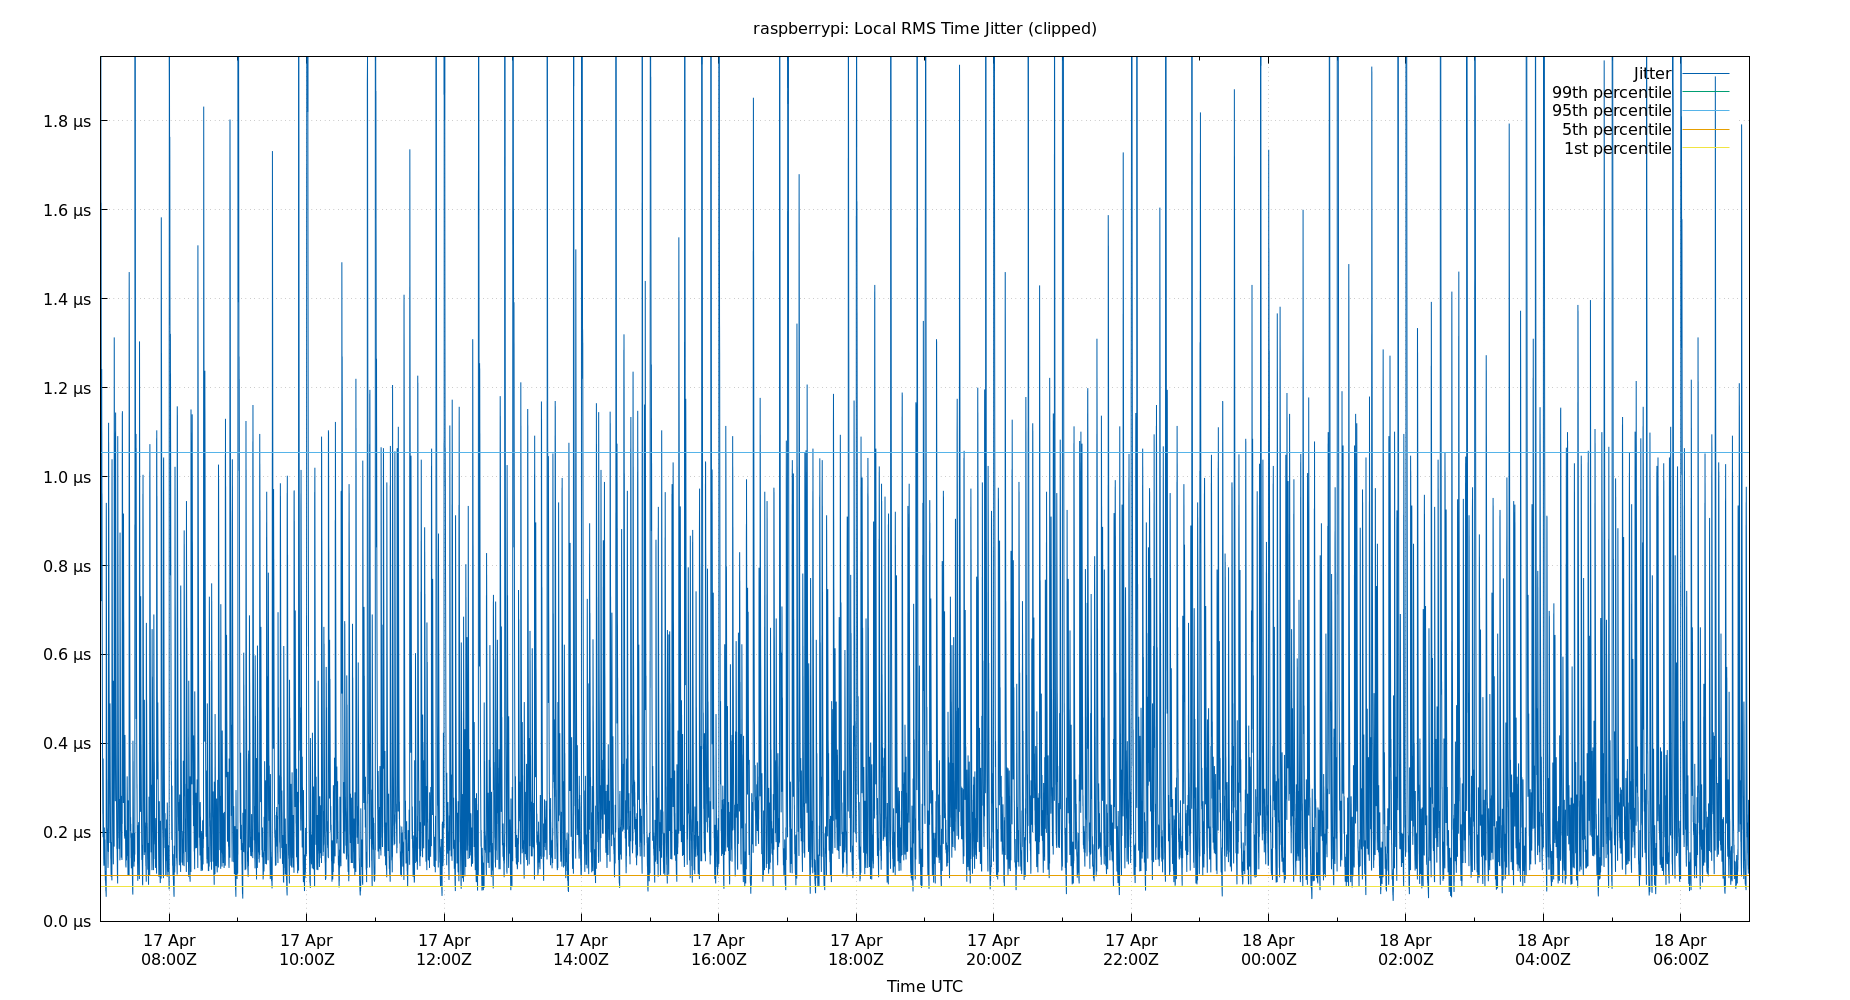 raspberrypi: Local RMS Time Jitter (clipped)
Jitter
99th percentile
95th percentile
5th percentile
1st percentile
1.8 µs
1.6 µs
1.4 µs
1.2 µs
1.0 µs
0.8 µs
0.6 µs
0.4 µs
0.2 µs
0.0 µs
17 Apr 17 Apr 17 Apr 17 Apr 17 Apr 17 Apr 17 Apr 17 Apr 18 Apr 18 Apr 18 Apr 18 Apr
08:00Z 10:00Z 12:00Z 14:00Z 16:00Z 18:00Z 20:00Z 22:00Z 00:00Z 02:00Z 04:00Z 06:00Z
Time UTC